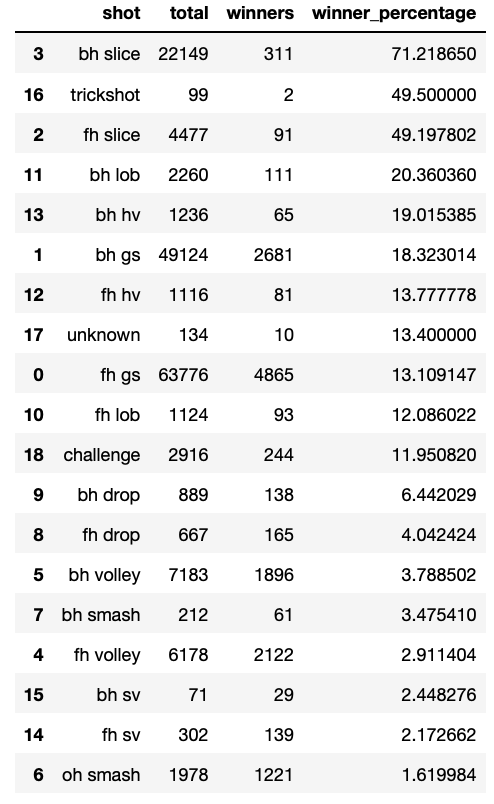 shot total winners winner_percentage
3 bh slice 22149 311 71.218650
16 trickshot 99 2 49.500000
2 fh slice 4477 91 49.197802
11 bh lob 2260 111 20.360360
13 bh hv 1236 65 19.015385
1 bh gs 49124 2681 18.323014
12 fh hv 1116 81 13.777778
17 unknown 134 10 13.400000
0 fh gs 63776 4865 13.109147
10 fh lob 1124 93 12.086022
18 challenge 2916 244 11.950820
9 bh drop 889 138 6.442029
8 fh drop 667 165 4.042424
5 bh volley 7183 1896 3.788502
7 bh smash 212 61 3.475410
4 fh volley 6178 2122 2.911404
15 bh sv 71 29 2.448276
14 fh sv 302 139 2.172662
6 oh smash 1978 1221 1.619984